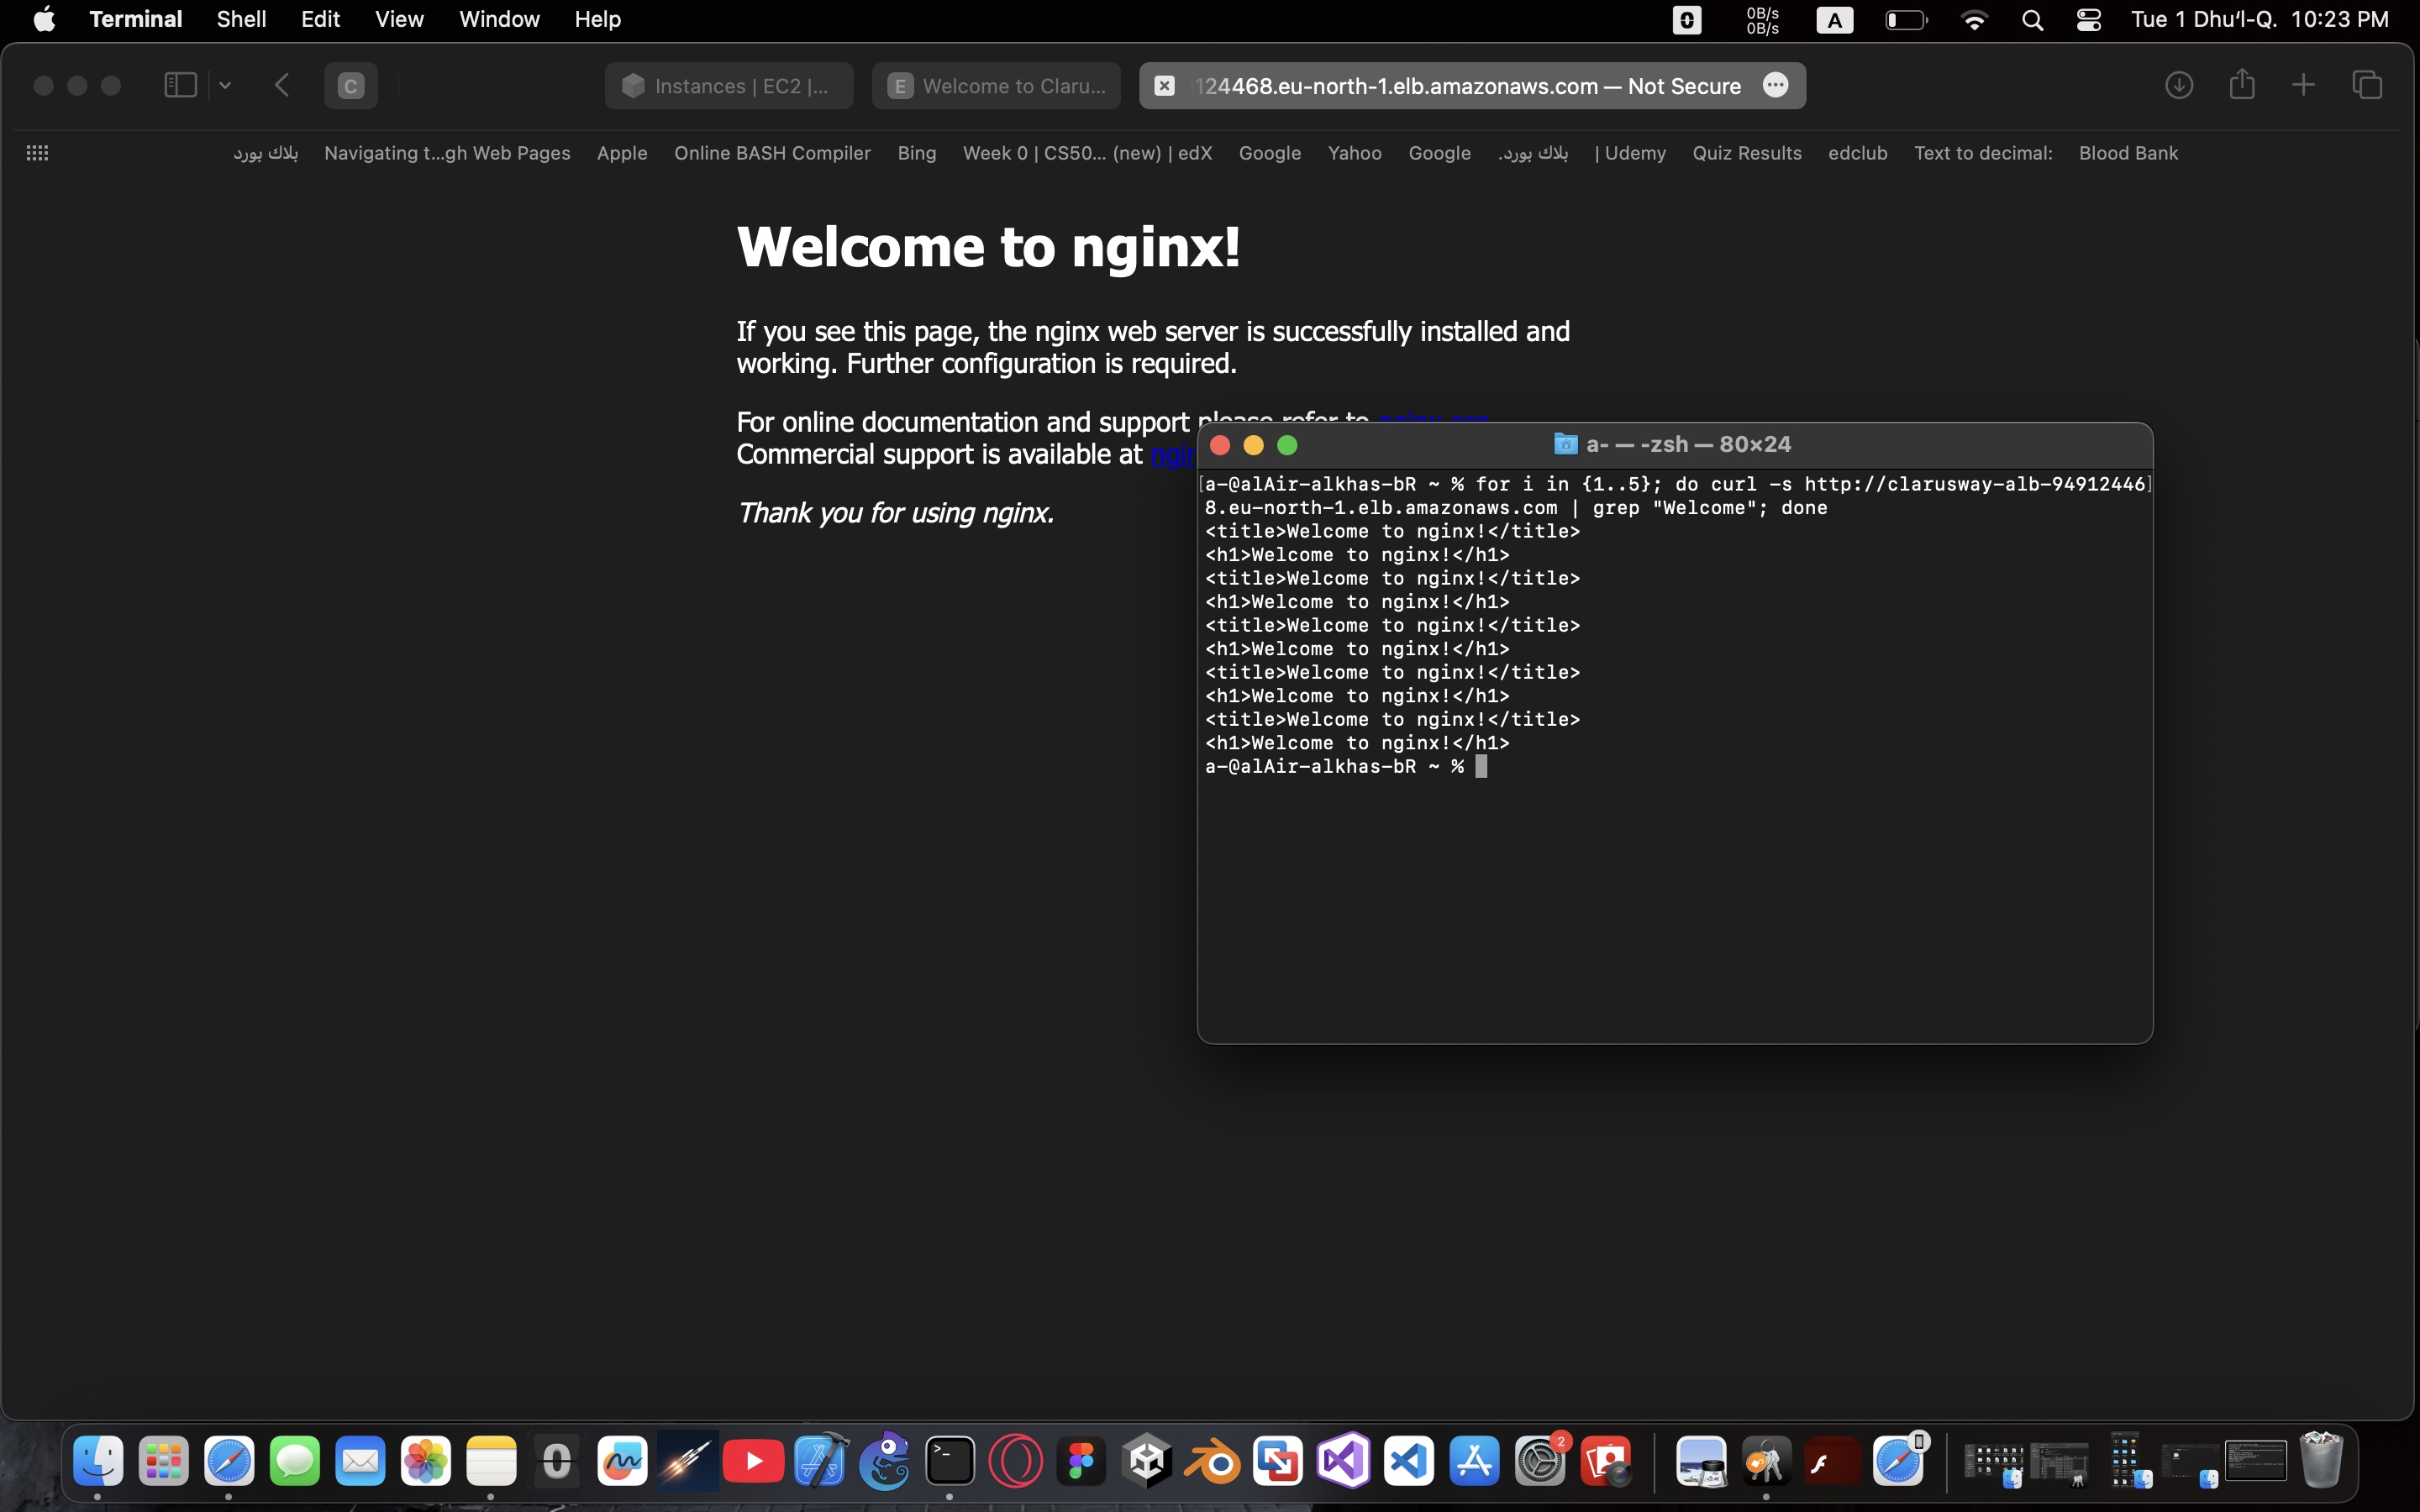 Terminal Shell Edit View Window Help 0B/s 0B/s A Tue 1 Dhu'l-Q. 10:23 PM
C Instances | EC2 |... E Welcome to Claru... 124468.eu-north-1.elb.amazonaws.com — Not Secure
بلاك بورد Navigating t...gh Web Pages Apple Online BASH Compiler Bing Week 0 | CS50... (new) | edX Google Yahoo Google بلاك بورد. | Udemy Quiz Results edclub Text to decimal: Blood Bank
Welcome to nginx!
If you see this page, the nginx web server is successfully installed and
working. Further configuration is required.
For online documentation and support please refer to nginx.org
Commercial support is available at
Thank you for using nginx.
a- — -zsh — 80×24
[a-@alAir-alkhas-bR ~ % for i in {1..5}; do curl -s http://clarusway-alb-94912446]
8.eu-north-1.elb.amazonaws.com | grep "Welcome"; done
<title>Welcome to nginx!</title>
<h1>Welcome to nginx!</h1>
<title>Welcome to nginx!</title>
<h1>Welcome to nginx!</h1>
<title>Welcome to nginx!</title>
<h1>Welcome to nginx!</h1>
<title>Welcome to nginx!</title>
<h1>Welcome to nginx!</h1>
<title>Welcome to nginx!</title>
<h1>Welcome to nginx!</h1>
a-@alAir-alkhas-bR ~ %
2